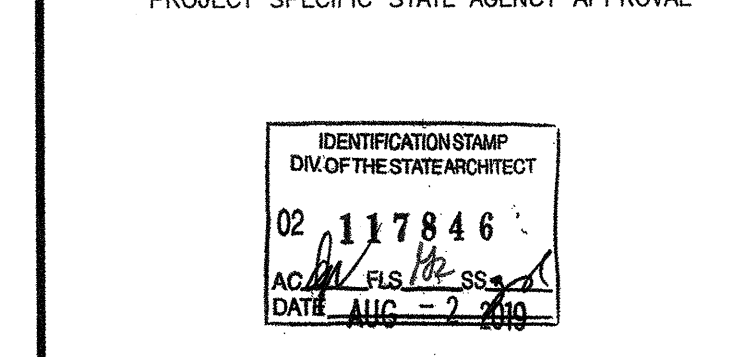 PROJECT SPECIFIC STATE AGENCY APPROVAL
IDENTIFICATION STAMP
DIV. OF THE STATE ARCHITECT
02 117846
AC FLS SS
DATE AUG - 2 2019